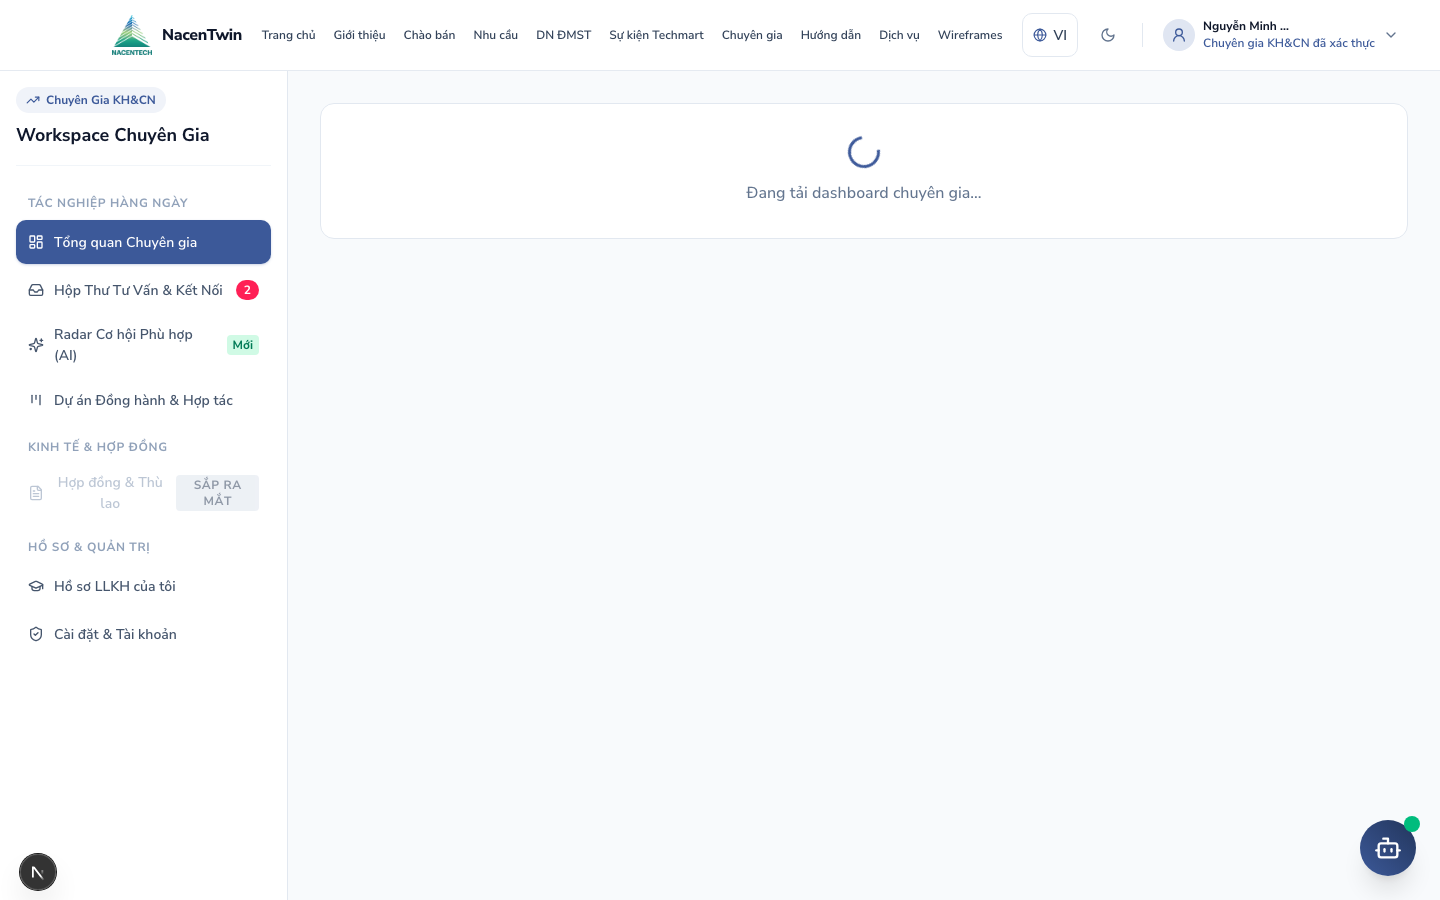 NACENTECH
NacenTwin
Trang chủ
Giới thiệu
Chào bán
Nhu cầu
DN ĐMST
Sự kiện Techmart
Chuyên gia
Hướng dẫn
Dịch vụ
Wireframes
VI
Nguyễn Minh ...
Chuyên gia KH&CN đã xác thực
Chuyên Gia KH&CN
Workspace Chuyên Gia
TÁC NGHIỆP HÀNG NGÀY
Tổng quan Chuyên gia
Hộp Thư Tư Vấn & Kết Nối
2
Radar Cơ hội Phù hợp
(AI)
Mới
Dự án Đồng hành & Hợp tác
KINH TẾ & HỢP ĐỒNG
Hợp đồng & Thù
lao
SẮP RA
MẮT
HỒ SƠ & QUẢN TRỊ
Hồ sơ LLKH của tôi
Cài đặt & Tài khoản
Đang tải dashboard chuyên gia...
N